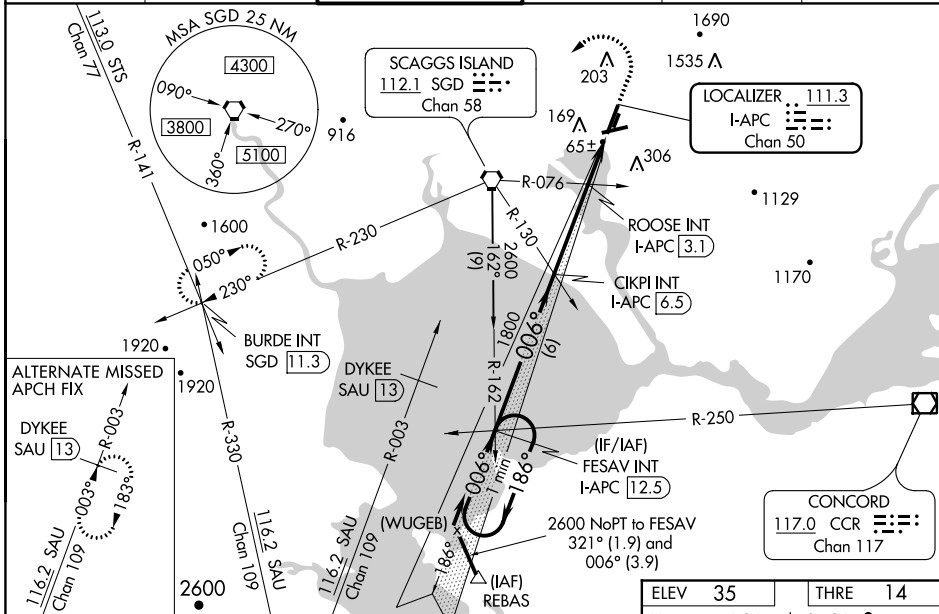 113.0 STS
Chan 77
R-141
MSA SGD 25 NM
4300
090°
3800
270°
5100
360°
916
SCAGGS ISLAND
112.1 SGD
Chan 58
1690
1535
203
169
65±
306
LOCALIZER 111.3
I-APC
Chan 50
1129
R-076
ROOSE INT
I-APC 3.1
1170
R-130
CIKPI INT
I-APC 6.5
1600
R-230
050°
230°
2600
162°
(9)
R-162
1800
006°
(6)
BURDE INT
SGD 11.3
1920
1920
ALTERNATE MISSED
APCH FIX
DYKEE
SAU 13
R-003
003°
183°
116.2 SAU
Chan 109
R-330
116.2 SAU
Chan 109
2600
DYKEE
SAU 13
R-003
116.2 SAU
Chan 109
R-250
(IF/IAF)
FESAV INT
I-APC 12.5
006°
1 min
186°
(WUGEB)
186°
2600 NoPT to FESAV
321° (1.9) and
006° (3.9)
(IAF)
REBAS
CONCORD
117.0 CCR
Chan 117
ELEV 35
THRE 14